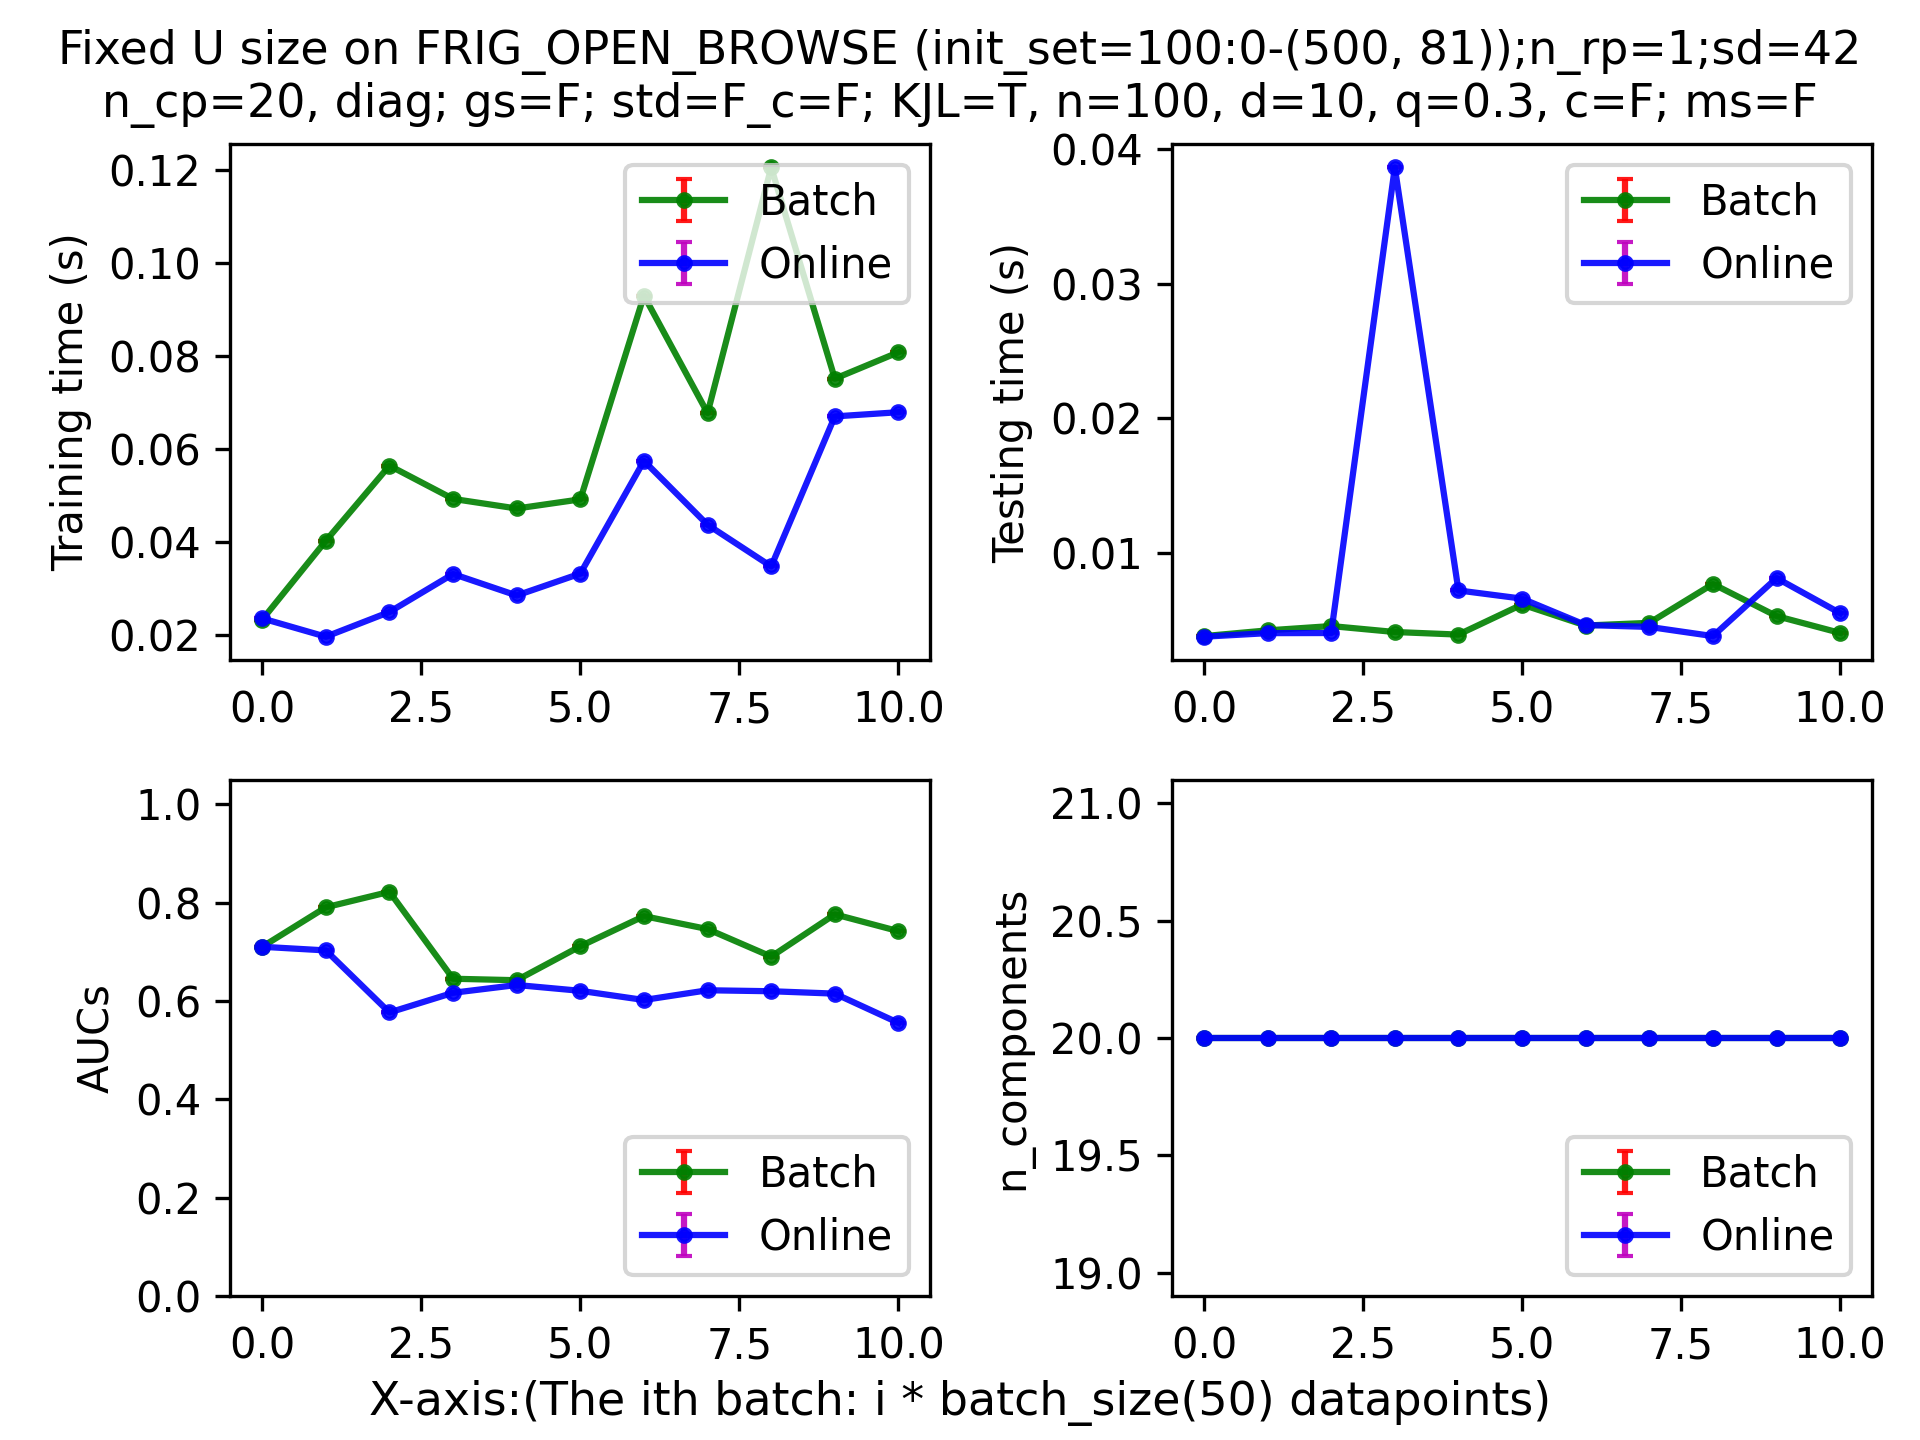 Fixed U size on FRIG_OPEN_BROWSE (init_set=100:0-(500, 81));n_rp=1;sd=42
n_cp=20, diag; gs=F; std=F_c=F; KJL=T, n=100, d=10, q=0.3, c=F; ms=F
Training time (s)
0.12
0.10
0.08
0.06
0.04
0.02
0.0 2.5 5.0 7.5 10.0
Batch
Online
Testing time (s)
0.04
0.03
0.02
0.01
0.0 2.5 5.0 7.5 10.0
Batch
Online
AUCs
1.0
0.8
0.6
0.4
0.2
0.0
0.0 2.5 5.0 7.5 10.0
Batch
Online
n_components
21.0
20.5
20.0
19.5
19.0
0.0 2.5 5.0 7.5 10.0
Batch
Online
X-axis:(The ith batch: i * batch_size(50) datapoints)